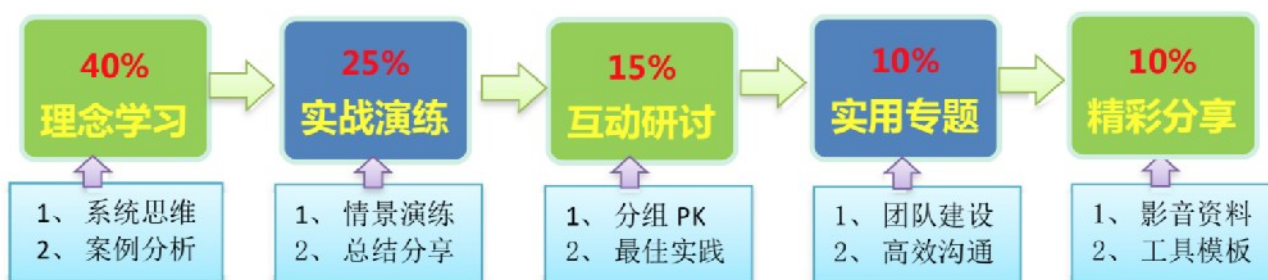 40%
理念学习
25%
实战演练
15%
互动研讨
10%
实用专题
10%
精彩分享
1、 系统思维
2、 案例分析
1、 情景演练
2、 总结分享
1、 分组 PK
2、 最佳实践
1、 团队建设
2、 高效沟通
1、 影音资料
2、 工具模板